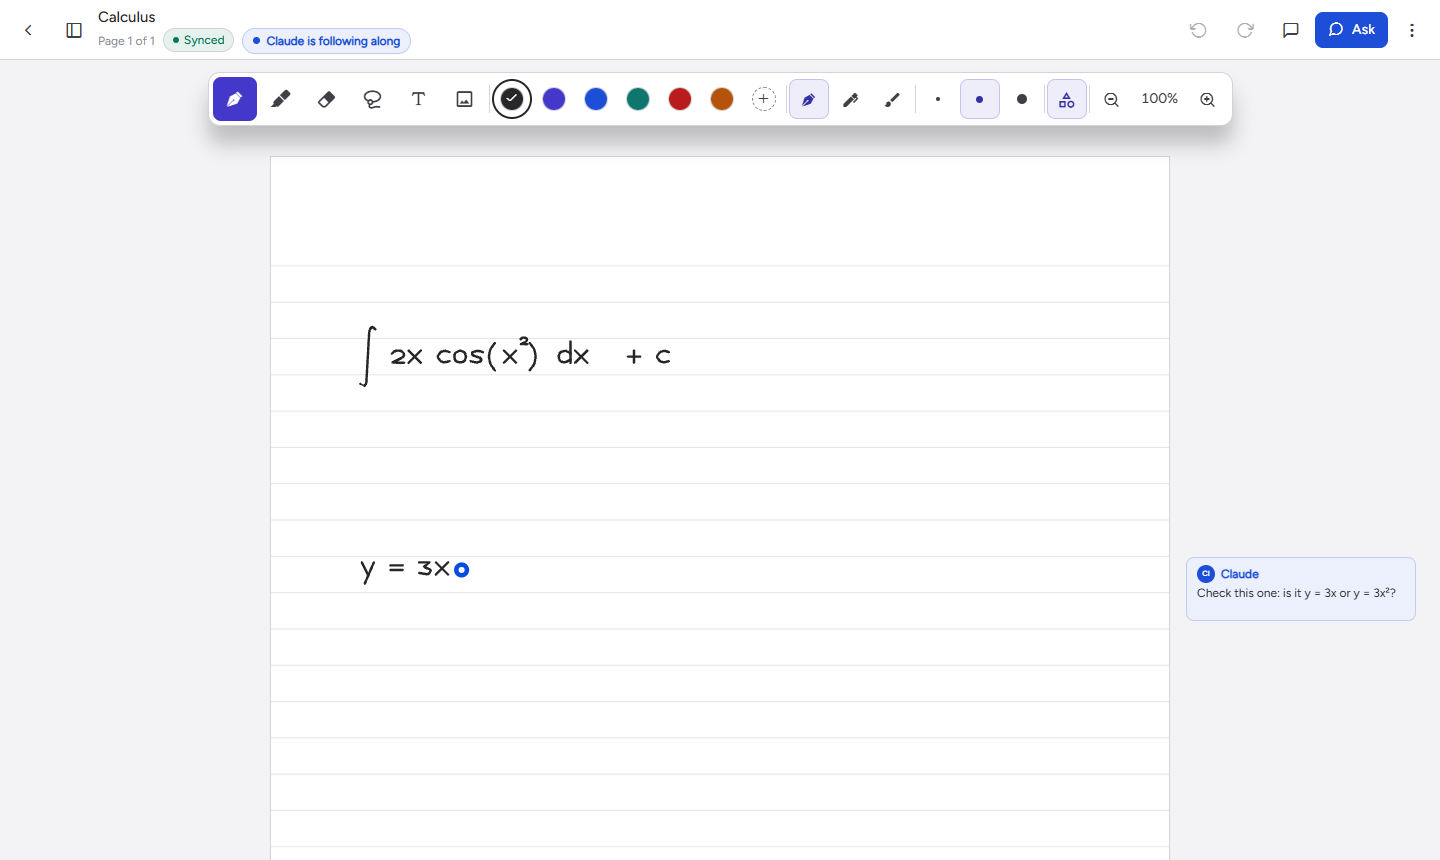 Calculus
Page 1 of 1 Synced Claude is following along
Ask
T 100%
∫ 2x cos(x²) dx + c
y = 3x
Cl Claude
Check this one: is it y = 3x or y = 3x²?